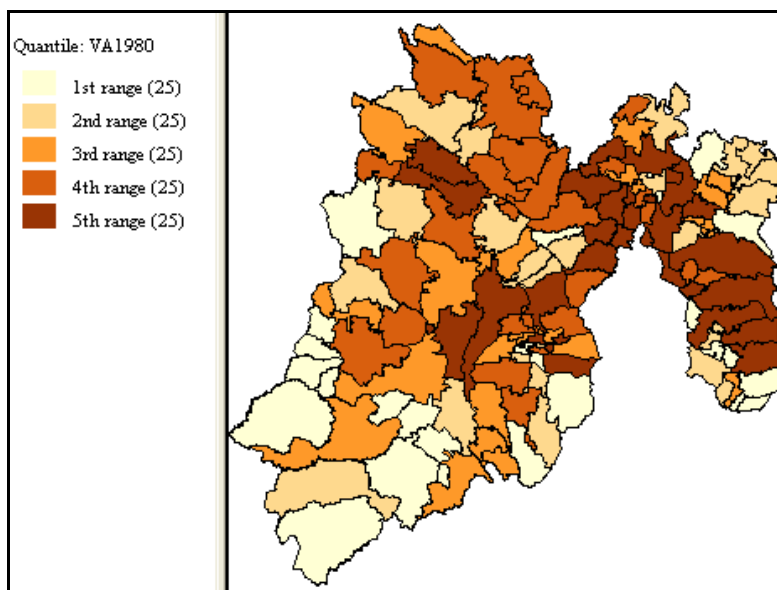 Quantile: VA1980
1st range (25)
2nd range (25)
3rd range (25)
4th range (25)
5th range (25)